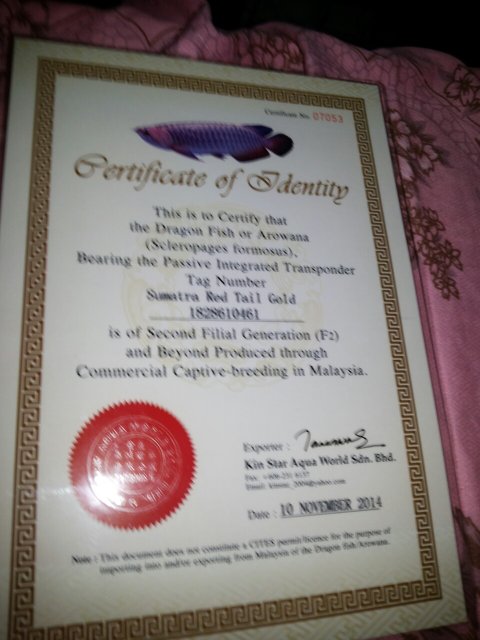 Certificate No. 07053
Certificate of Identity
This is to Certify that
the Dragon Fish or Arowana
(Scleropages formosus),
Bearing the Passive Integrated Transponder
Tag Number
Sumatra Red Tail Gold
1828610461
is of Second Filial Generation (F2)
and Beyond Produced through
Commercial Captive-breeding in Malaysia.
Exporter :
Kin Star Aqua World Sdn. Bhd.
Date : 10 NOVEMBER 2014
Note : This document does not constitute a CITES permit/licence for the purpose of
importing into and/or exporting from Malaysia of the Dragon fish/Arowana.